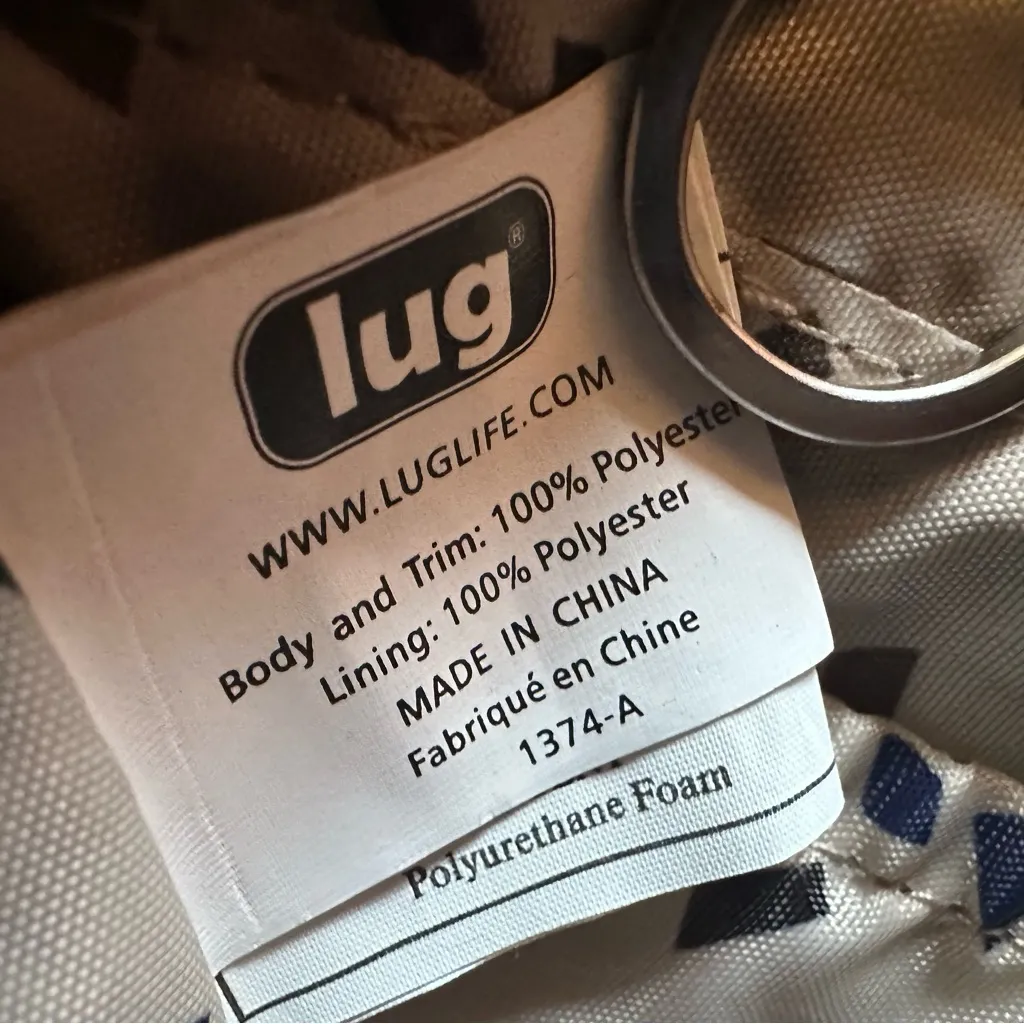 lug®
WWW.LUGLIFE.COM
Body and Trim: 100% Polyester
Lining: 100% Polyester
MADE IN CHINA
Fabriqué en Chine
1374-A
Polyurethane Foam